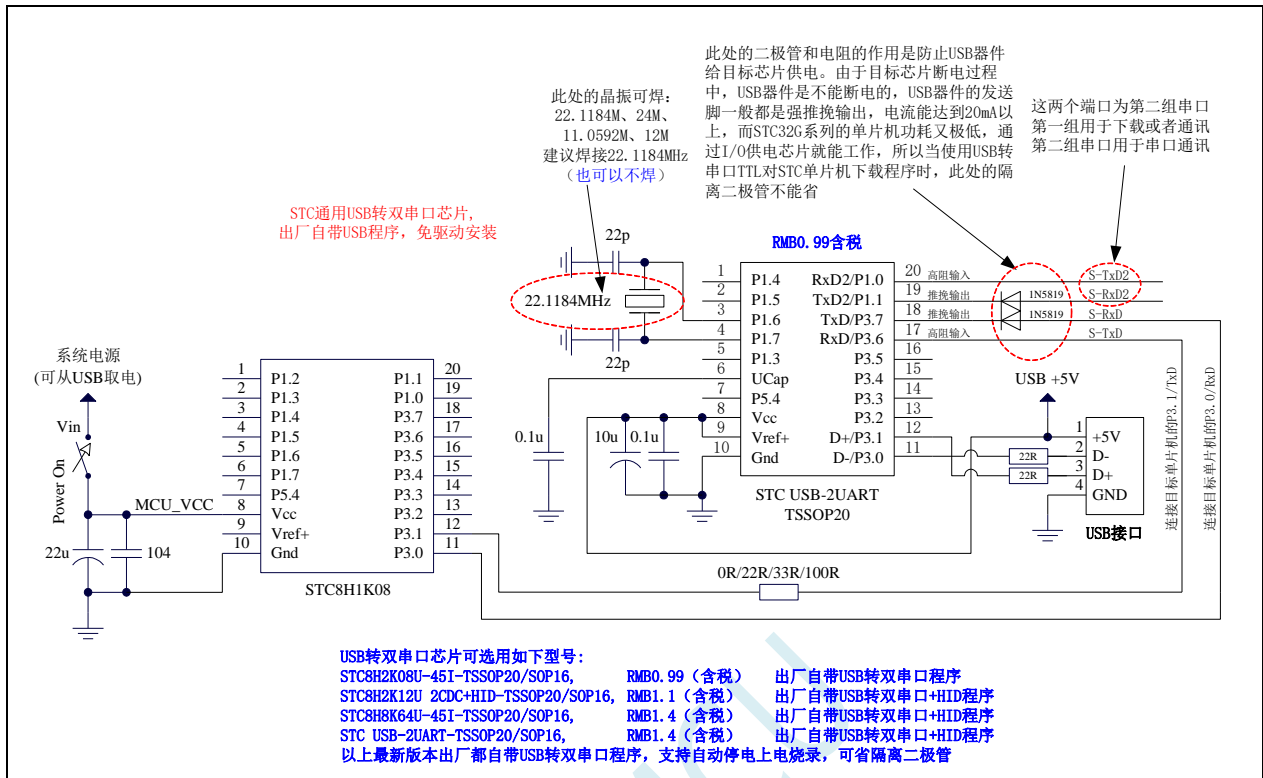 此处的二极管和电阻的作用是防止USB器件
给目标芯片供电。由于目标芯片断电过程
中，USB器件是不能断电的，USB器件的发送
脚一般都是强推挽输出，电流能达到20mA以
上，而STC32G系列的单片机功耗又极低，通
过I/O供电芯片就能工作，所以当使用USB转
串口TTL对STC单片机下载程序时，此处的隔
离二极管不能省
此处的晶振可焊：
22.1184M、24M、
11.0592M、12M
建议焊接22.1184MHz
（也可以不焊）
这两个端口为第二组串口
第一组用于下载或者通讯
第二组串口用于串口通讯
STC通用USB转双串口芯片，
出厂自带USB程序，免驱动安装
RMB0.99含税
22p
22.1184MHz
22p
1 P1.4
2 P1.5
3 P1.6
4 P1.7
5 P1.3
6 UCap
7 P5.4
8 Vcc
9 Vref+
10 Gnd
RxD2/P1.0 20 高阻输入 S-TxD2
TxD2/P1.1 19 推挽输出 1N5819 S-RxD2
TxD/P3.7 18 推挽输出 1N5819 S-RxD
RxD/P3.6 17 高阻输入 S-TxD
P3.5 16
P3.4 15
P3.3 14
P3.2 13
D+/P3.1 12
D-/P3.0 11
STC USB-2UART
TSSOP20
0.1u
10u
0.1u
USB +5V
1 +5V
2 D-
3 D+
4 GND
22R
22R
USB接口
连接目标单片机的P3.1/TxD
连接目标单片机的P3.0/RxD
系统电源
(可从USB取电)
Vin
Power On
MCU_VCC
22u
104
1 P1.2
2 P1.3
3 P1.4
4 P1.5
5 P1.6
6 P1.7
7 P5.4
8 Vcc
9 Vref+
10 Gnd
P1.1 20
P1.0 19
P3.7 18
P3.6 17
P3.5 16
P3.4 15
P3.3 14
P3.2 13
P3.1 12
P3.0 11
STC8H1K08
0R/22R/33R/100R
USB转双串口芯片可选用如下型号：
STC8H2K08U-45I-TSSOP20/SOP16, RMB0.99（含税） 出厂自带USB转双串口程序
STC8H2K12U 2CDC+HID-TSSOP20/SOP16, RMB1.1（含税） 出厂自带USB转双串口+HID程序
STC8H8K64U-45I-TSSOP20/SOP16, RMB1.4（含税） 出厂自带USB转双串口+HID程序
STC USB-2UART-TSSOP20/SOP16, RMB1.4（含税） 出厂自带USB转双串口+HID程序
以上最新版本出厂都自带USB转双串口程序，支持自动停电上电烧录，可省隔离二极管